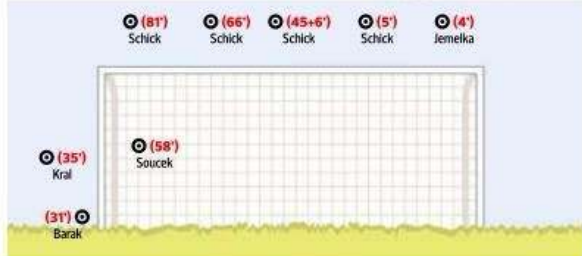 (81') (66') (45+6') (5') (4')
Schick Schick Schick Schick Jemelka
(58')
Soucek
(35')
Kral
(31')
Barak